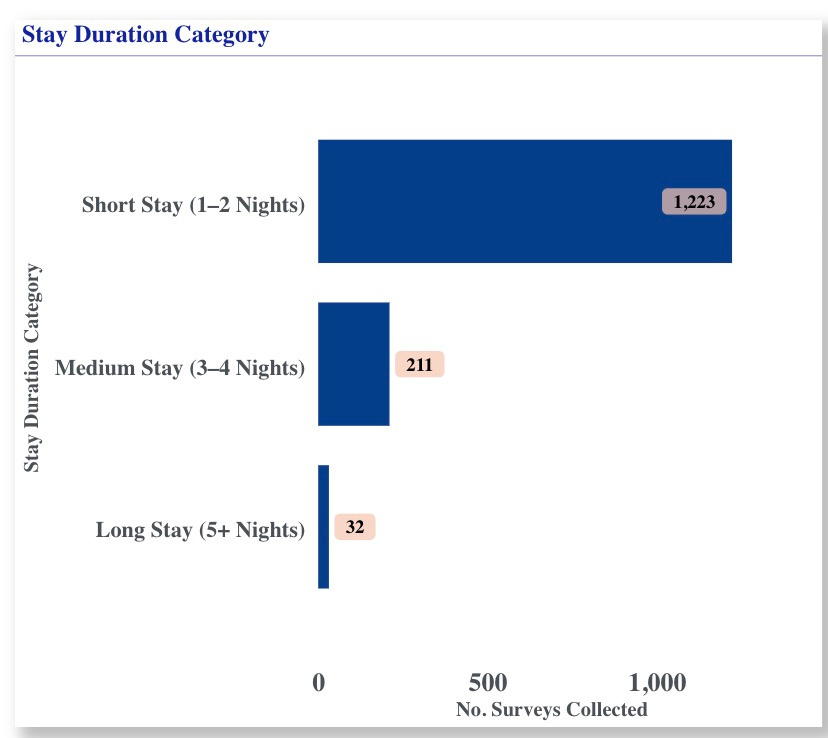 Stay Duration Category
Stay Duration Category
Short Stay (1–2 Nights)
1,223
Medium Stay (3–4 Nights)
211
Long Stay (5+ Nights)
32
0 500 1,000
No. Surveys Collected